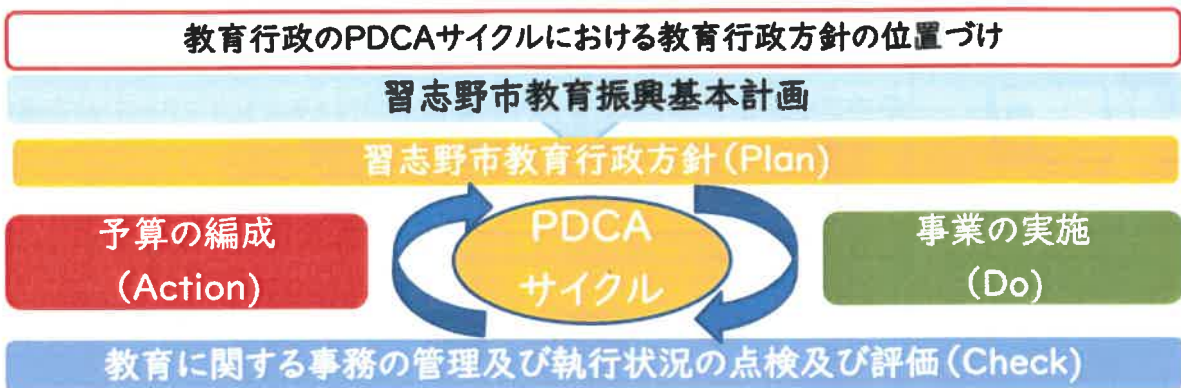 教育行政のPDCAサイクルにおける教育行政方針の位置づけ
習志野市教育振興基本計画
習志野市教育行政方針(Plan)
予算の編成
(Action)
PDCA
サイクル
事業の実施
(Do)
教育に関する事務の管理及び執行状況の点検及び評価(Check)